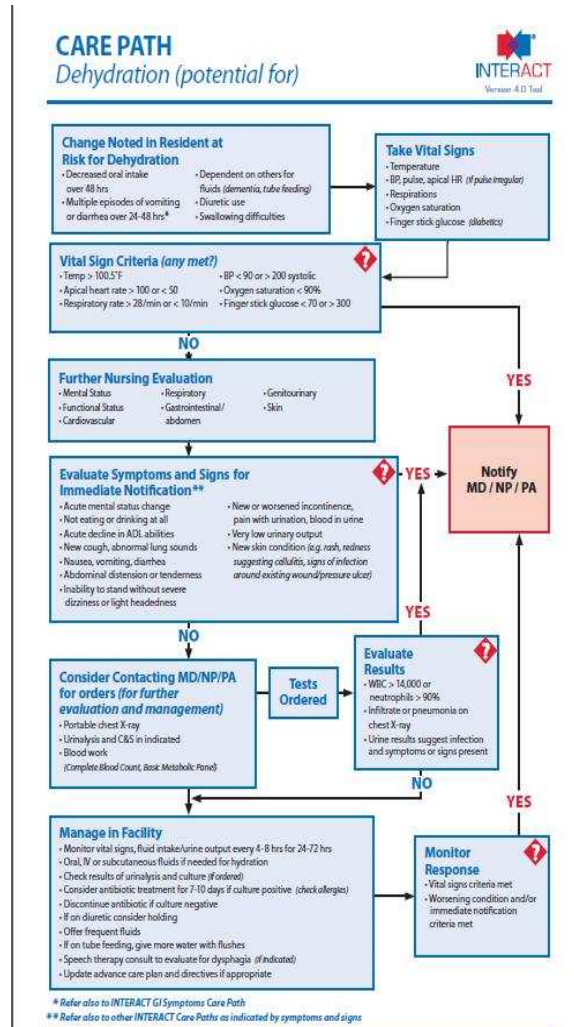 CARE PATH
Dehydration (potential for)
INTERACT
Version 4.0 Tool
Change Noted in Resident at
Risk for Dehydration
• Decreased oral intake
over 48 hrs
• Multiple episodes of vomiting
or diarrhea over 24-48 hrs*
• Dependent on others for
fluids (dementia, tube feeding)
• Diuretic use
• Swallowing difficulties
Take Vital Signs
• Temperature
• BP, pulse, apical HR (if pulse irregular)
• Respirations
• Oxygen saturation
• Finger stick glucose (diabetics)
Vital Sign Criteria (any met?)
• Temp > 100.5°F
• Apical heart rate > 100 or < 50
• Respiratory rate > 28/min or < 10/min
• BP < 90 or > 200 systolic
• Oxygen saturation < 90%
• Finger stick glucose < 70 or > 300
?
NO
YES
Further Nursing Evaluation
• Mental Status
• Functional Status
• Cardiovascular
• Respiratory
• Gastrointestinal/
abdomen
• Genitourinary
• Skin
Evaluate Symptoms and Signs for
Immediate Notification**
• Acute mental status change
• Not eating or drinking at all
• Acute decline in ADL abilities
• New cough, abnormal lung sounds
• Nausea, vomiting, diarrhea
• Abdominal distension or tenderness
• Inability to stand without severe
dizziness or light headedness
• New or worsened incontinence,
pain with urination, blood in urine
• Very low urinary output
• New skin condition (e.g. rash, redness
suggesting cellulitis, signs of infection
around existing wound/pressure ulcer)
?
YES
Notify
MD / NP / PA
NO
YES
Consider Contacting MD/NP/PA
for orders (for further
evaluation and management)
• Portable chest X-ray
• Urinalysis and C&S in indicated
• Blood work
(Complete Blood Count, Basic Metabolic Panel)
Tests
Ordered
Evaluate
Results
• WBC > 14,000 or
neutrophils > 90%
• Infiltrate or pneumonia on
chest X-ray
• Urine results suggest infection
and symptoms or signs present
?
NO
YES
Manage in Facility
• Monitor vital signs, fluid intake/urine output every 4-8 hrs for 24-72 hrs
• Oral, IV or subcutaneous fluids if needed for hydration
• Check results of urinalysis and culture (if ordered)
• Consider antibiotic treatment for 7-10 days if culture positive (check allergies)
• Discontinue antibiotic if culture negative
• If on diuretic consider holding
• Offer frequent fluids
• If on tube feeding, give more water with flushes
• Speech therapy consult to evaluate for dysphagia (if indicated)
• Update advance care plan and directives if appropriate
Monitor
Response
• Vital signs criteria met
• Worsening condition and/or
immediate notification
criteria met
?
* Refer also to INTERACT GI Symptoms Care Path
** Refer to other INTERACT Care Paths as indicated by symptoms and signs